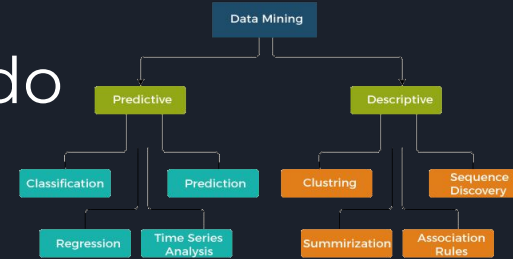 Data Mining
do
Predictive
Descriptive
Classification
Prediction
Clustring
Sequence
Discovery
Regression
Time Series
Analysis
Summirization
Association
Rules